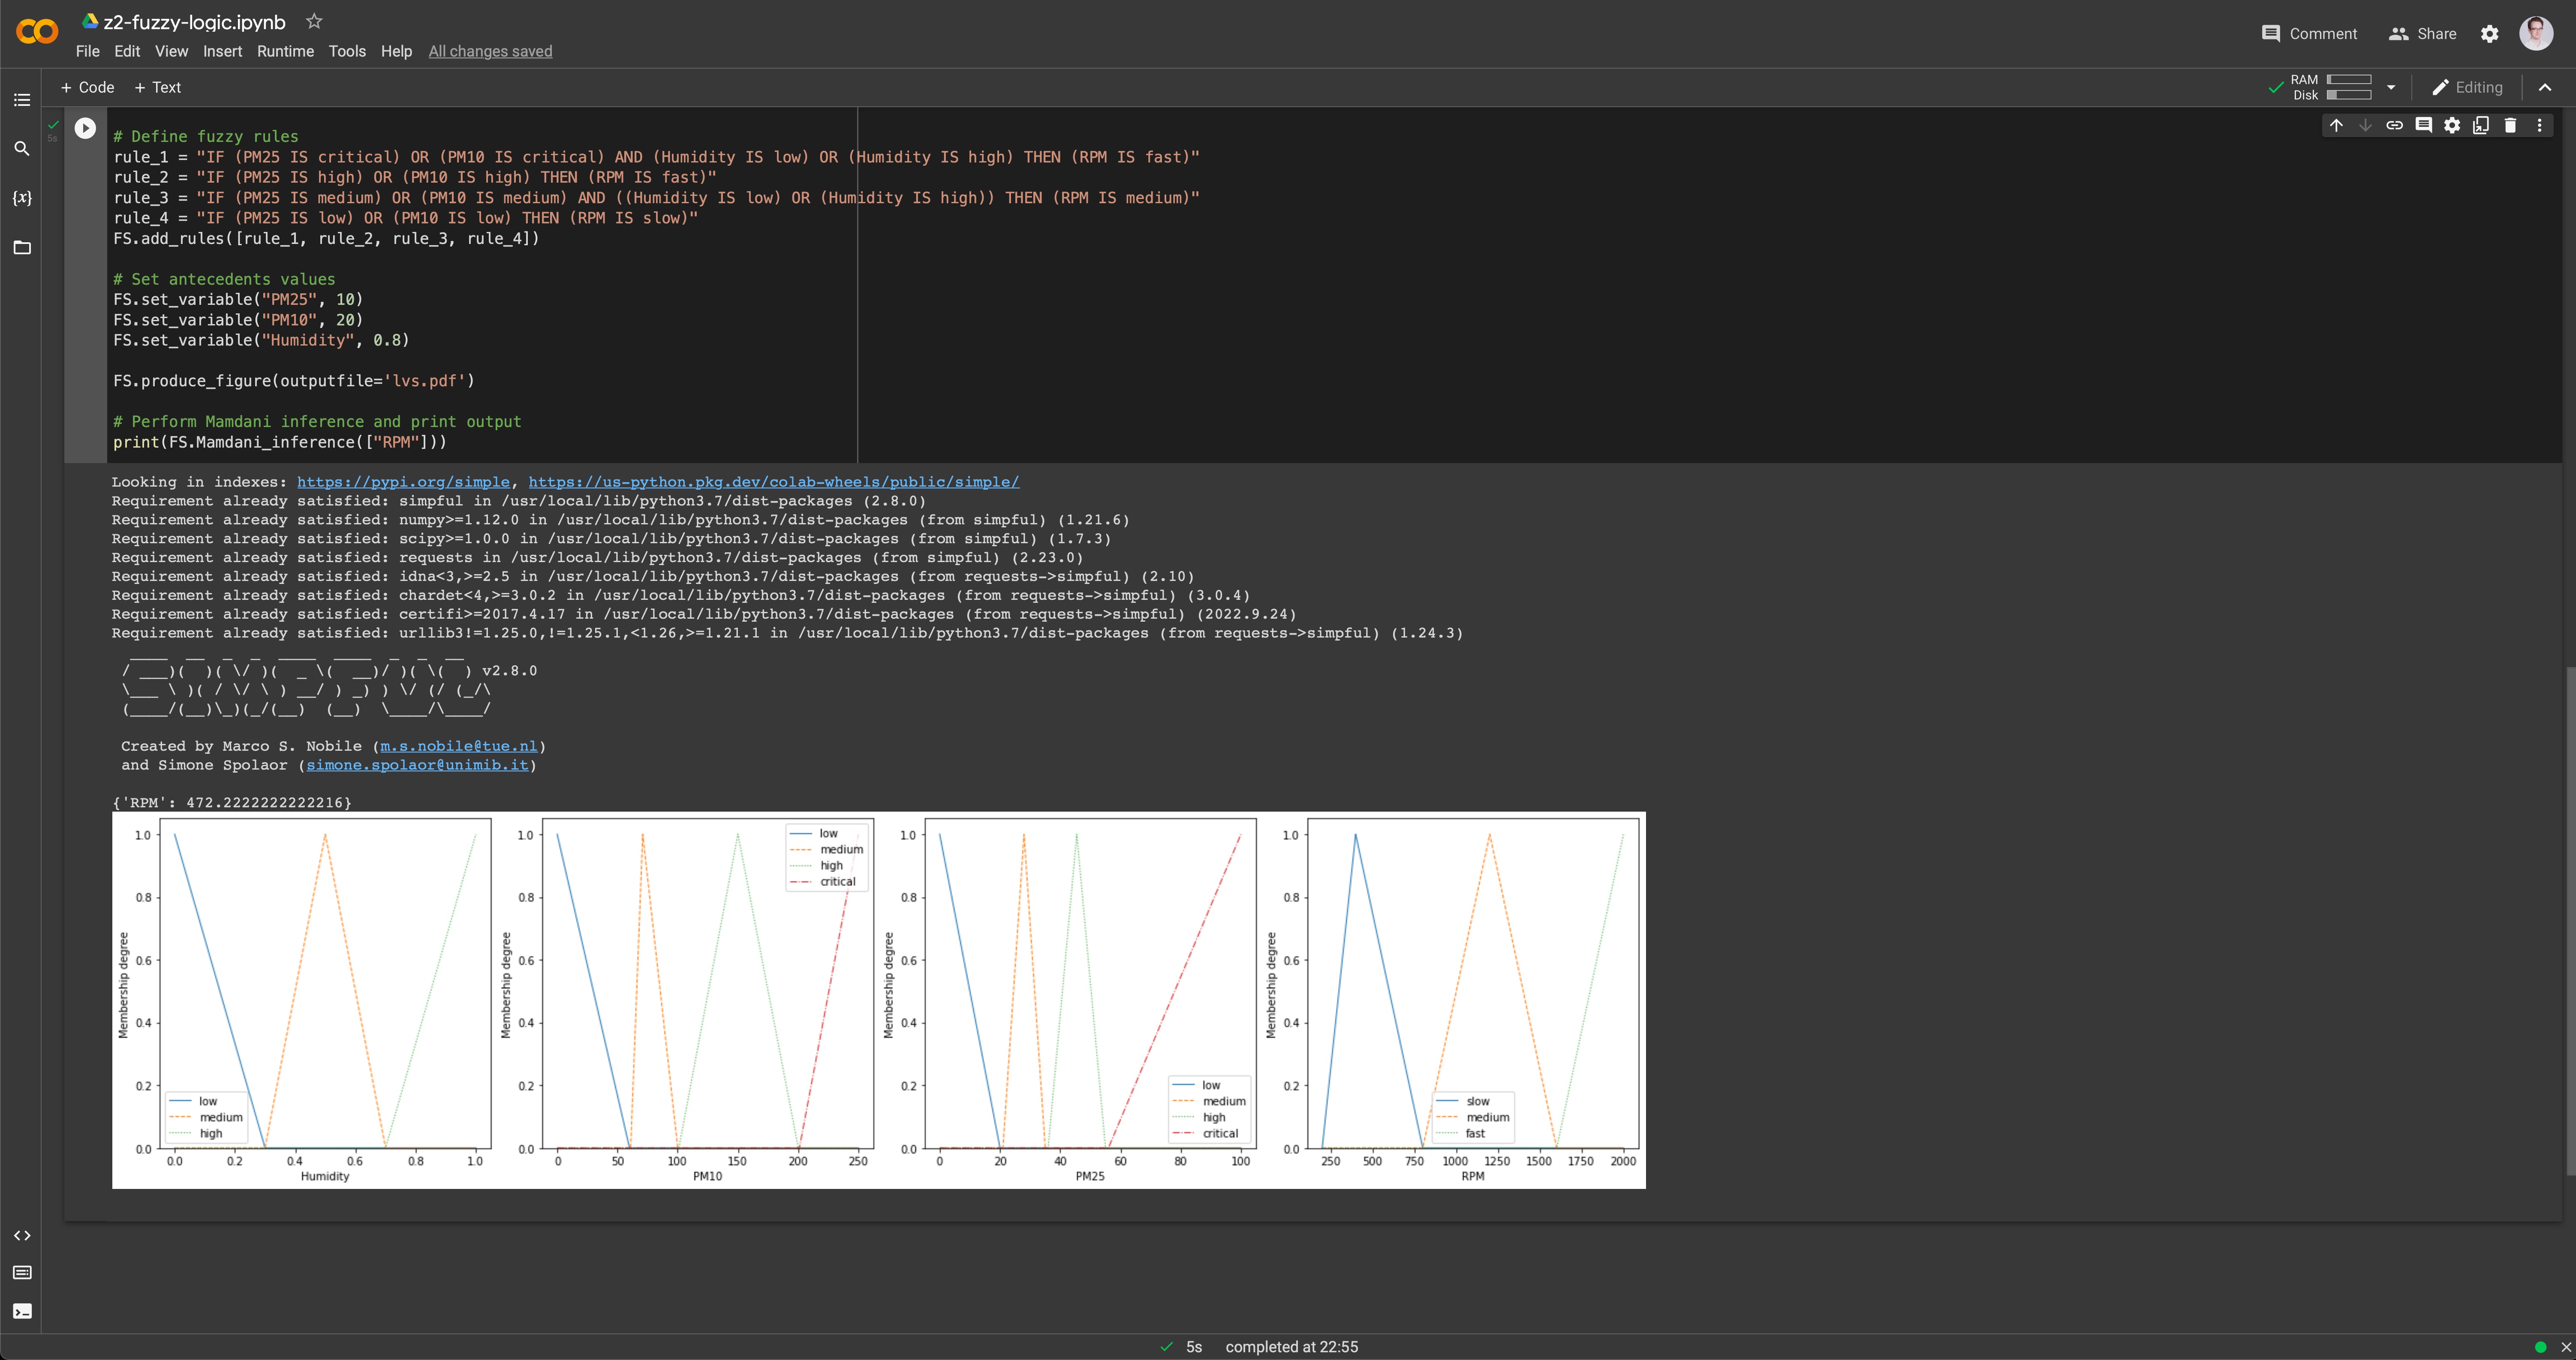 z2-fuzzy-logic.ipynb
File Edit View Insert Runtime Tools Help All changes saved
Comment Share
+ Code + Text
RAM
Disk
Editing
5s
# Define fuzzy rules
rule_1 = "IF (PM25 IS critical) OR (PM10 IS critical) AND (Humidity IS low) OR (Humidity IS high) THEN (RPM IS fast)"
rule_2 = "IF (PM25 IS high) OR (PM10 IS high) THEN (RPM IS fast)"
rule_3 = "IF (PM25 IS medium) OR (PM10 IS medium) AND ((Humidity IS low) OR (Humidity IS high)) THEN (RPM IS medium)"
rule_4 = "IF (PM25 IS low) OR (PM10 IS low) THEN (RPM IS slow)"
FS.add_rules([rule_1, rule_2, rule_3, rule_4])
# Set antecedents values
FS.set_variable("PM25", 10)
FS.set_variable("PM10", 20)
FS.set_variable("Humidity", 0.8)
FS.produce_figure(outputfile='lvs.pdf')
# Perform Mamdani inference and print output
print(FS.Mamdani_inference(["RPM"]))
Looking in indexes: https://pypi.org/simple, https://us-python.pkg.dev/colab-wheels/public/simple/
Requirement already satisfied: simpful in /usr/local/lib/python3.7/dist-packages (2.8.0)
Requirement already satisfied: numpy>=1.12.0 in /usr/local/lib/python3.7/dist-packages (from simpful) (1.21.6)
Requirement already satisfied: scipy>=1.0.0 in /usr/local/lib/python3.7/dist-packages (from simpful) (1.7.3)
Requirement already satisfied: requests in /usr/local/lib/python3.7/dist-packages (from simpful) (2.23.0)
Requirement already satisfied: idna<3,>=2.5 in /usr/local/lib/python3.7/dist-packages (from requests->simpful) (2.10)
Requirement already satisfied: chardet<4,>=3.0.2 in /usr/local/lib/python3.7/dist-packages (from requests->simpful) (3.0.4)
Requirement already satisfied: certifi>=2017.4.17 in /usr/local/lib/python3.7/dist-packages (from requests->simpful) (2022.9.24)
Requirement already satisfied: urllib3!=1.25.0,!=1.25.1,<1.26,>=1.21.1 in /usr/local/lib/python3.7/dist-packages (from requests->simpful) (1.24.3)
SIMPFUL v2.8.0
Created by Marco S. Nobile (m.s.nobile@tue.nl)
and Simone Spolaor (simone.spolaor@unimib.it)
{'RPM': 472.2222222222216}
Membership degree
1.0
0.8
0.6
0.4
0.2
0.0
low
medium
high
0.0 0.2 0.4 0.6 0.8 1.0
Humidity
Membership degree
1.0
0.8
0.6
0.4
0.2
0.0
low
medium
high
critical
0 50 100 150 200 250
PM10
Membership degree
1.0
0.8
0.6
0.4
0.2
0.0
low
medium
high
critical
0 20 40 60 80 100
PM25
Membership degree
1.0
0.8
0.6
0.4
0.2
0.0
slow
medium
fast
250 500 750 1000 1250 1500 1750 2000
RPM
5s completed at 22:55